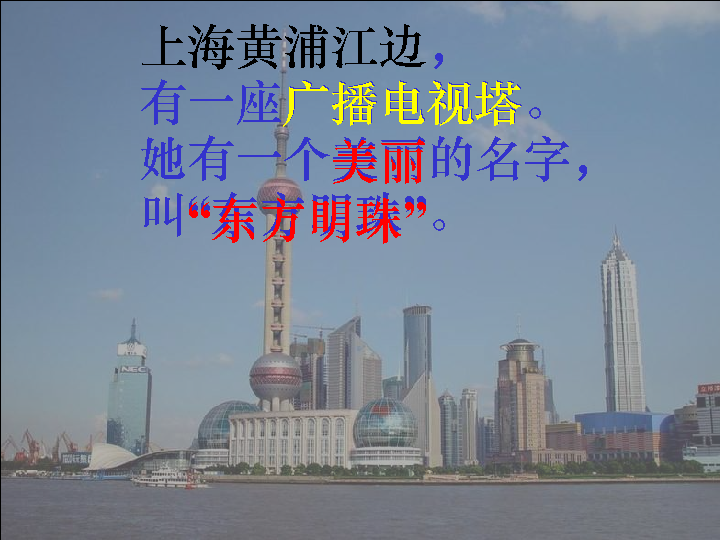 上海黄浦江边，
有一座广播电视塔。
她有一个美丽的名字，
叫“东方明珠”。
NEC